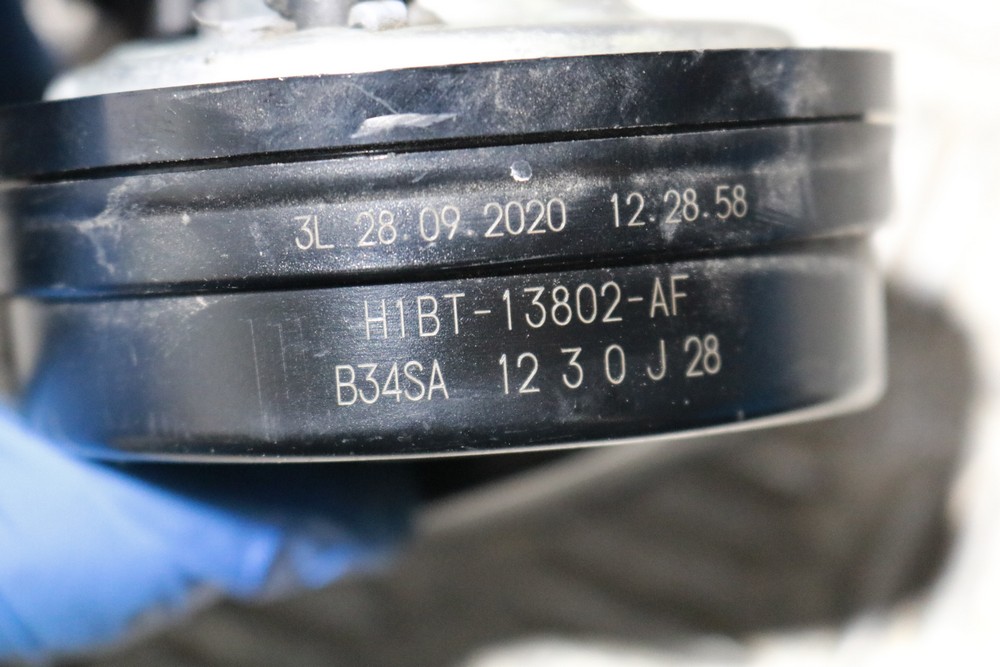 3L 28 09 2020 12.28.58
H1BT-13802-AF
B34SA 12 3 0 J 28